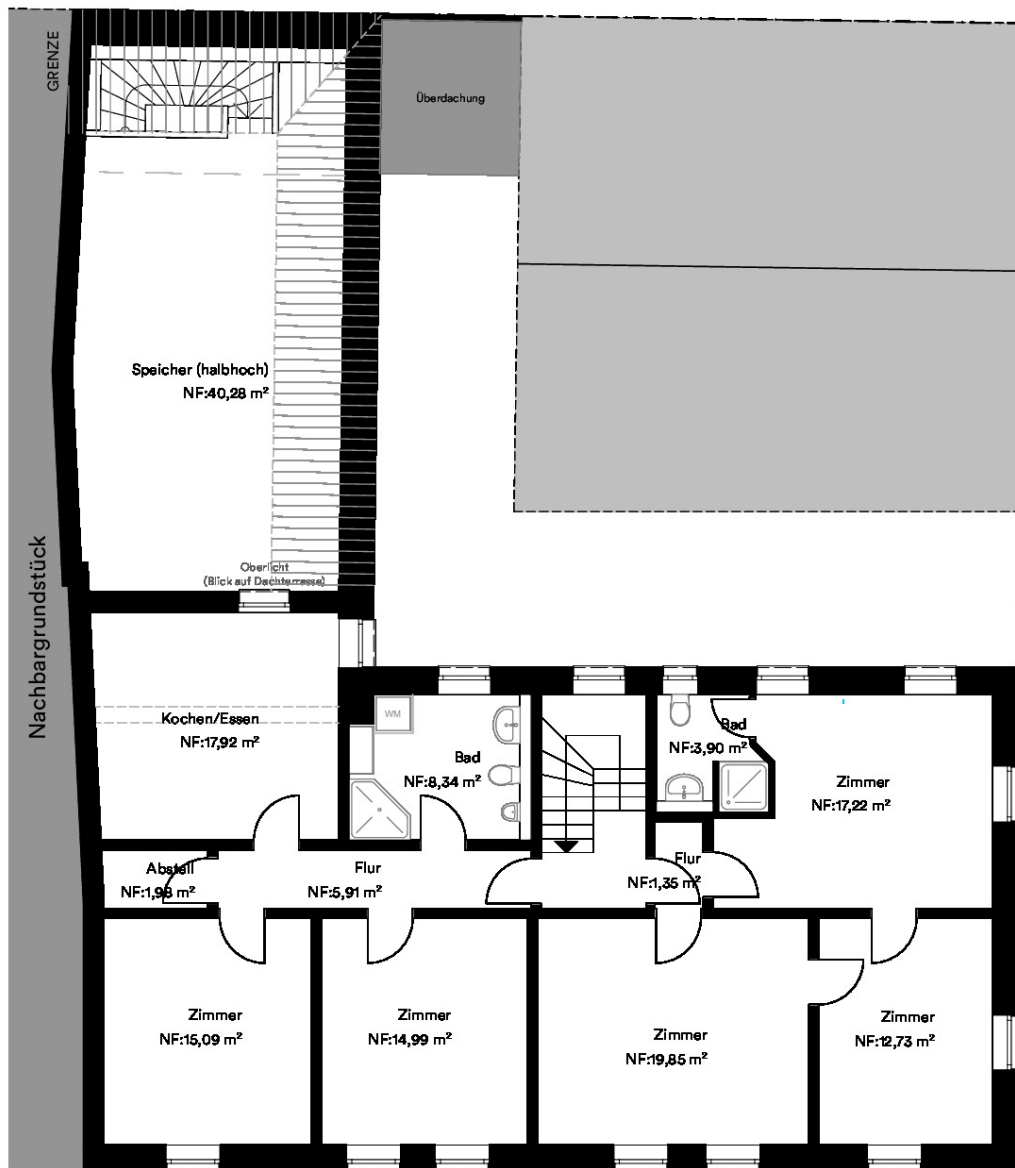 GRENZE
Überdachung
Speicher (halbhoch)
NF:40,28 m²
Nachbargrundstück
Oberlicht
(Blick auf Dachterrasse)
Kochen/Essen
NF:17,92 m²
WM
Bad
NF:8,34 m²
Bad
NF:3,90 m²
Zimmer
NF:17,22 m²
Abstell
NF:1,98 m²
Flur
NF:5,91 m²
Flur
NF:1,35 m²
Zimmer
NF:15,09 m²
Zimmer
NF:14,99 m²
Zimmer
NF:19,85 m²
Zimmer
NF:12,73 m²